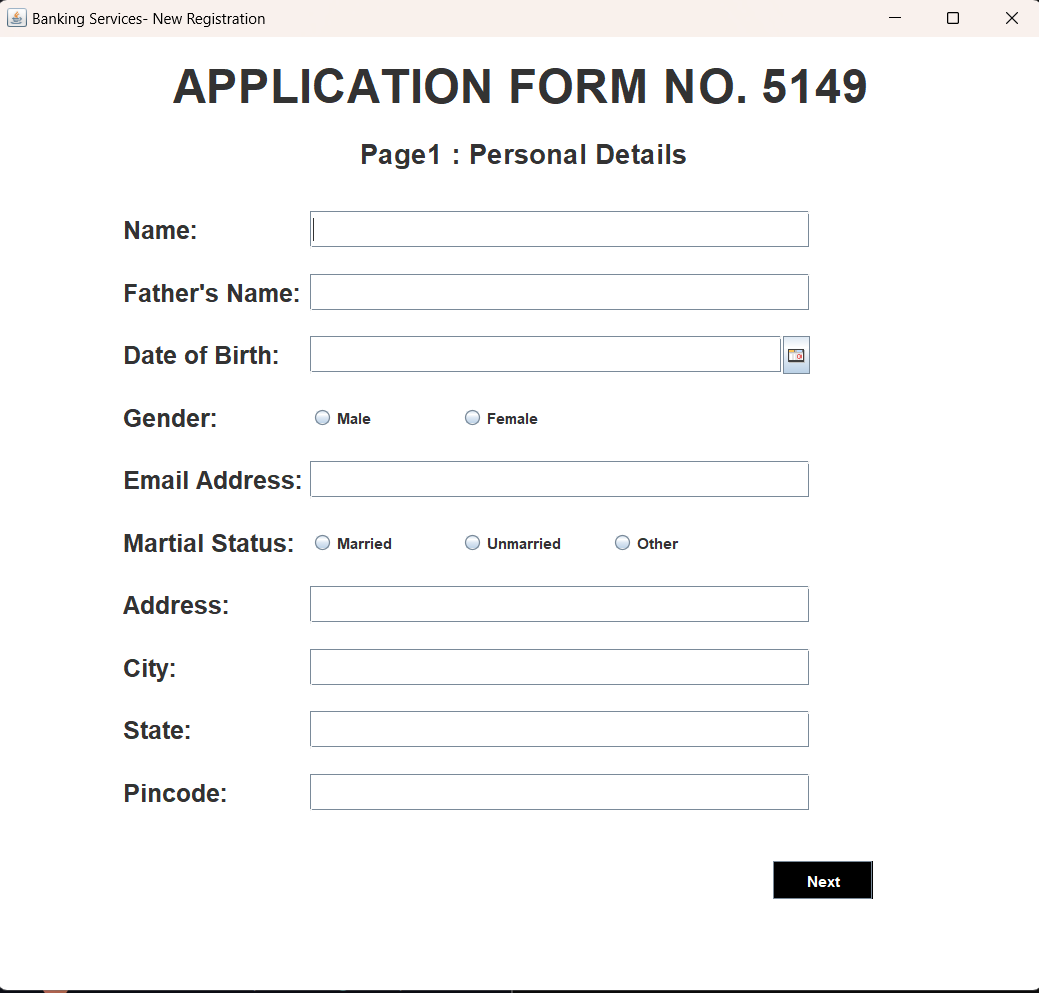 Banking Services- New Registration
APPLICATION FORM NO. 5149
Page1 : Personal Details
Name:
Father's Name:
Date of Birth:
Gender: Male Female
Email Address:
Martial Status: Married Unmarried Other
Address:
City:
State:
Pincode:
Next